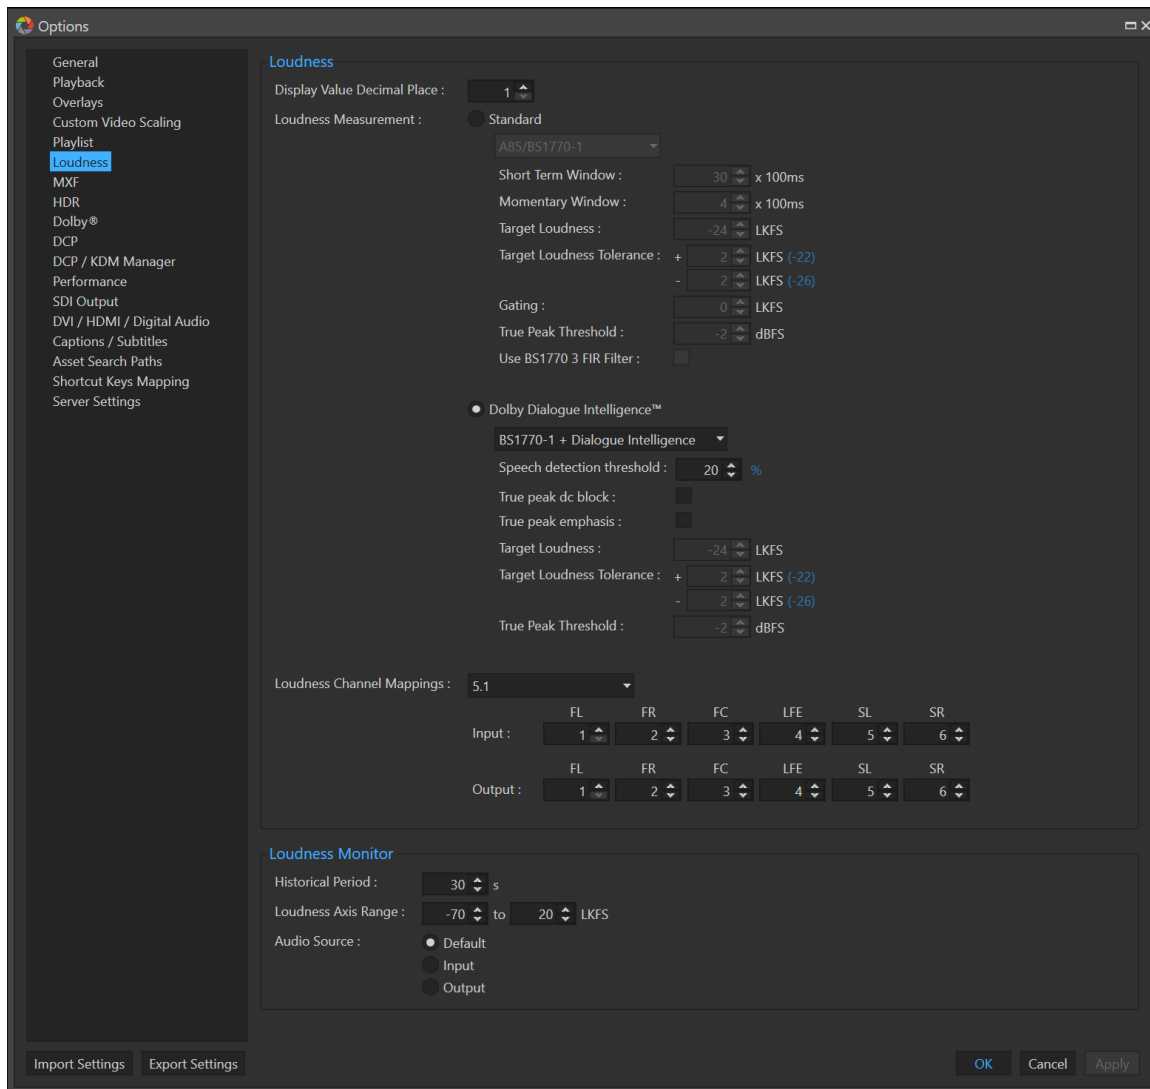 Options
General
Playback
Overlays
Custom Video Scaling
Playlist
Loudness
MXF
HDR
Dolby®
DCP
DCP / KDM Manager
Performance
SDI Output
DVI / HDMI / Digital Audio
Captions / Subtitles
Asset Search Paths
Shortcut Keys Mapping
Server Settings
Loudness
Display Value Decimal Place : 1
Loudness Measurement : Standard
A85/BS1770-1
Short Term Window : 30 x 100ms
Momentary Window : 4 x 100ms
Target Loudness : -24 LKFS
Target Loudness Tolerance : + 2 LKFS (-22)
- 2 LKFS (-26)
Gating : 0 LKFS
True Peak Threshold : -2 dBFS
Use BS1770 3 FIR Filter :
Dolby Dialogue Intelligence™
BS1770-1 + Dialogue Intelligence
Speech detection threshold : 20 %
True peak dc block :
True peak emphasis :
Target Loudness : -24 LKFS
Target Loudness Tolerance : + 2 LKFS (-22)
- 2 LKFS (-26)
True Peak Threshold : -2 dBFS
Loudness Channel Mappings : 5.1
FL FR FC LFE SL SR
Input : 1 2 3 4 5 6
FL FR FC LFE SL SR
Output : 1 2 3 4 5 6
Loudness Monitor
Historical Period : 30 s
Loudness Axis Range : -70 to 20 LKFS
Audio Source : Default
Input
Output
Import Settings Export Settings OK Cancel Apply